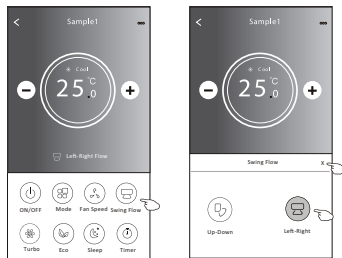 Sample1
Cool
25.0°C
Left-Right Flow
ON/OFF Mode Fan Speed Swing Flow
Turbo Eco Sleep Timer
Sample1
Cool
25.0°C
Swing Flow x
Up-Down Left-Right